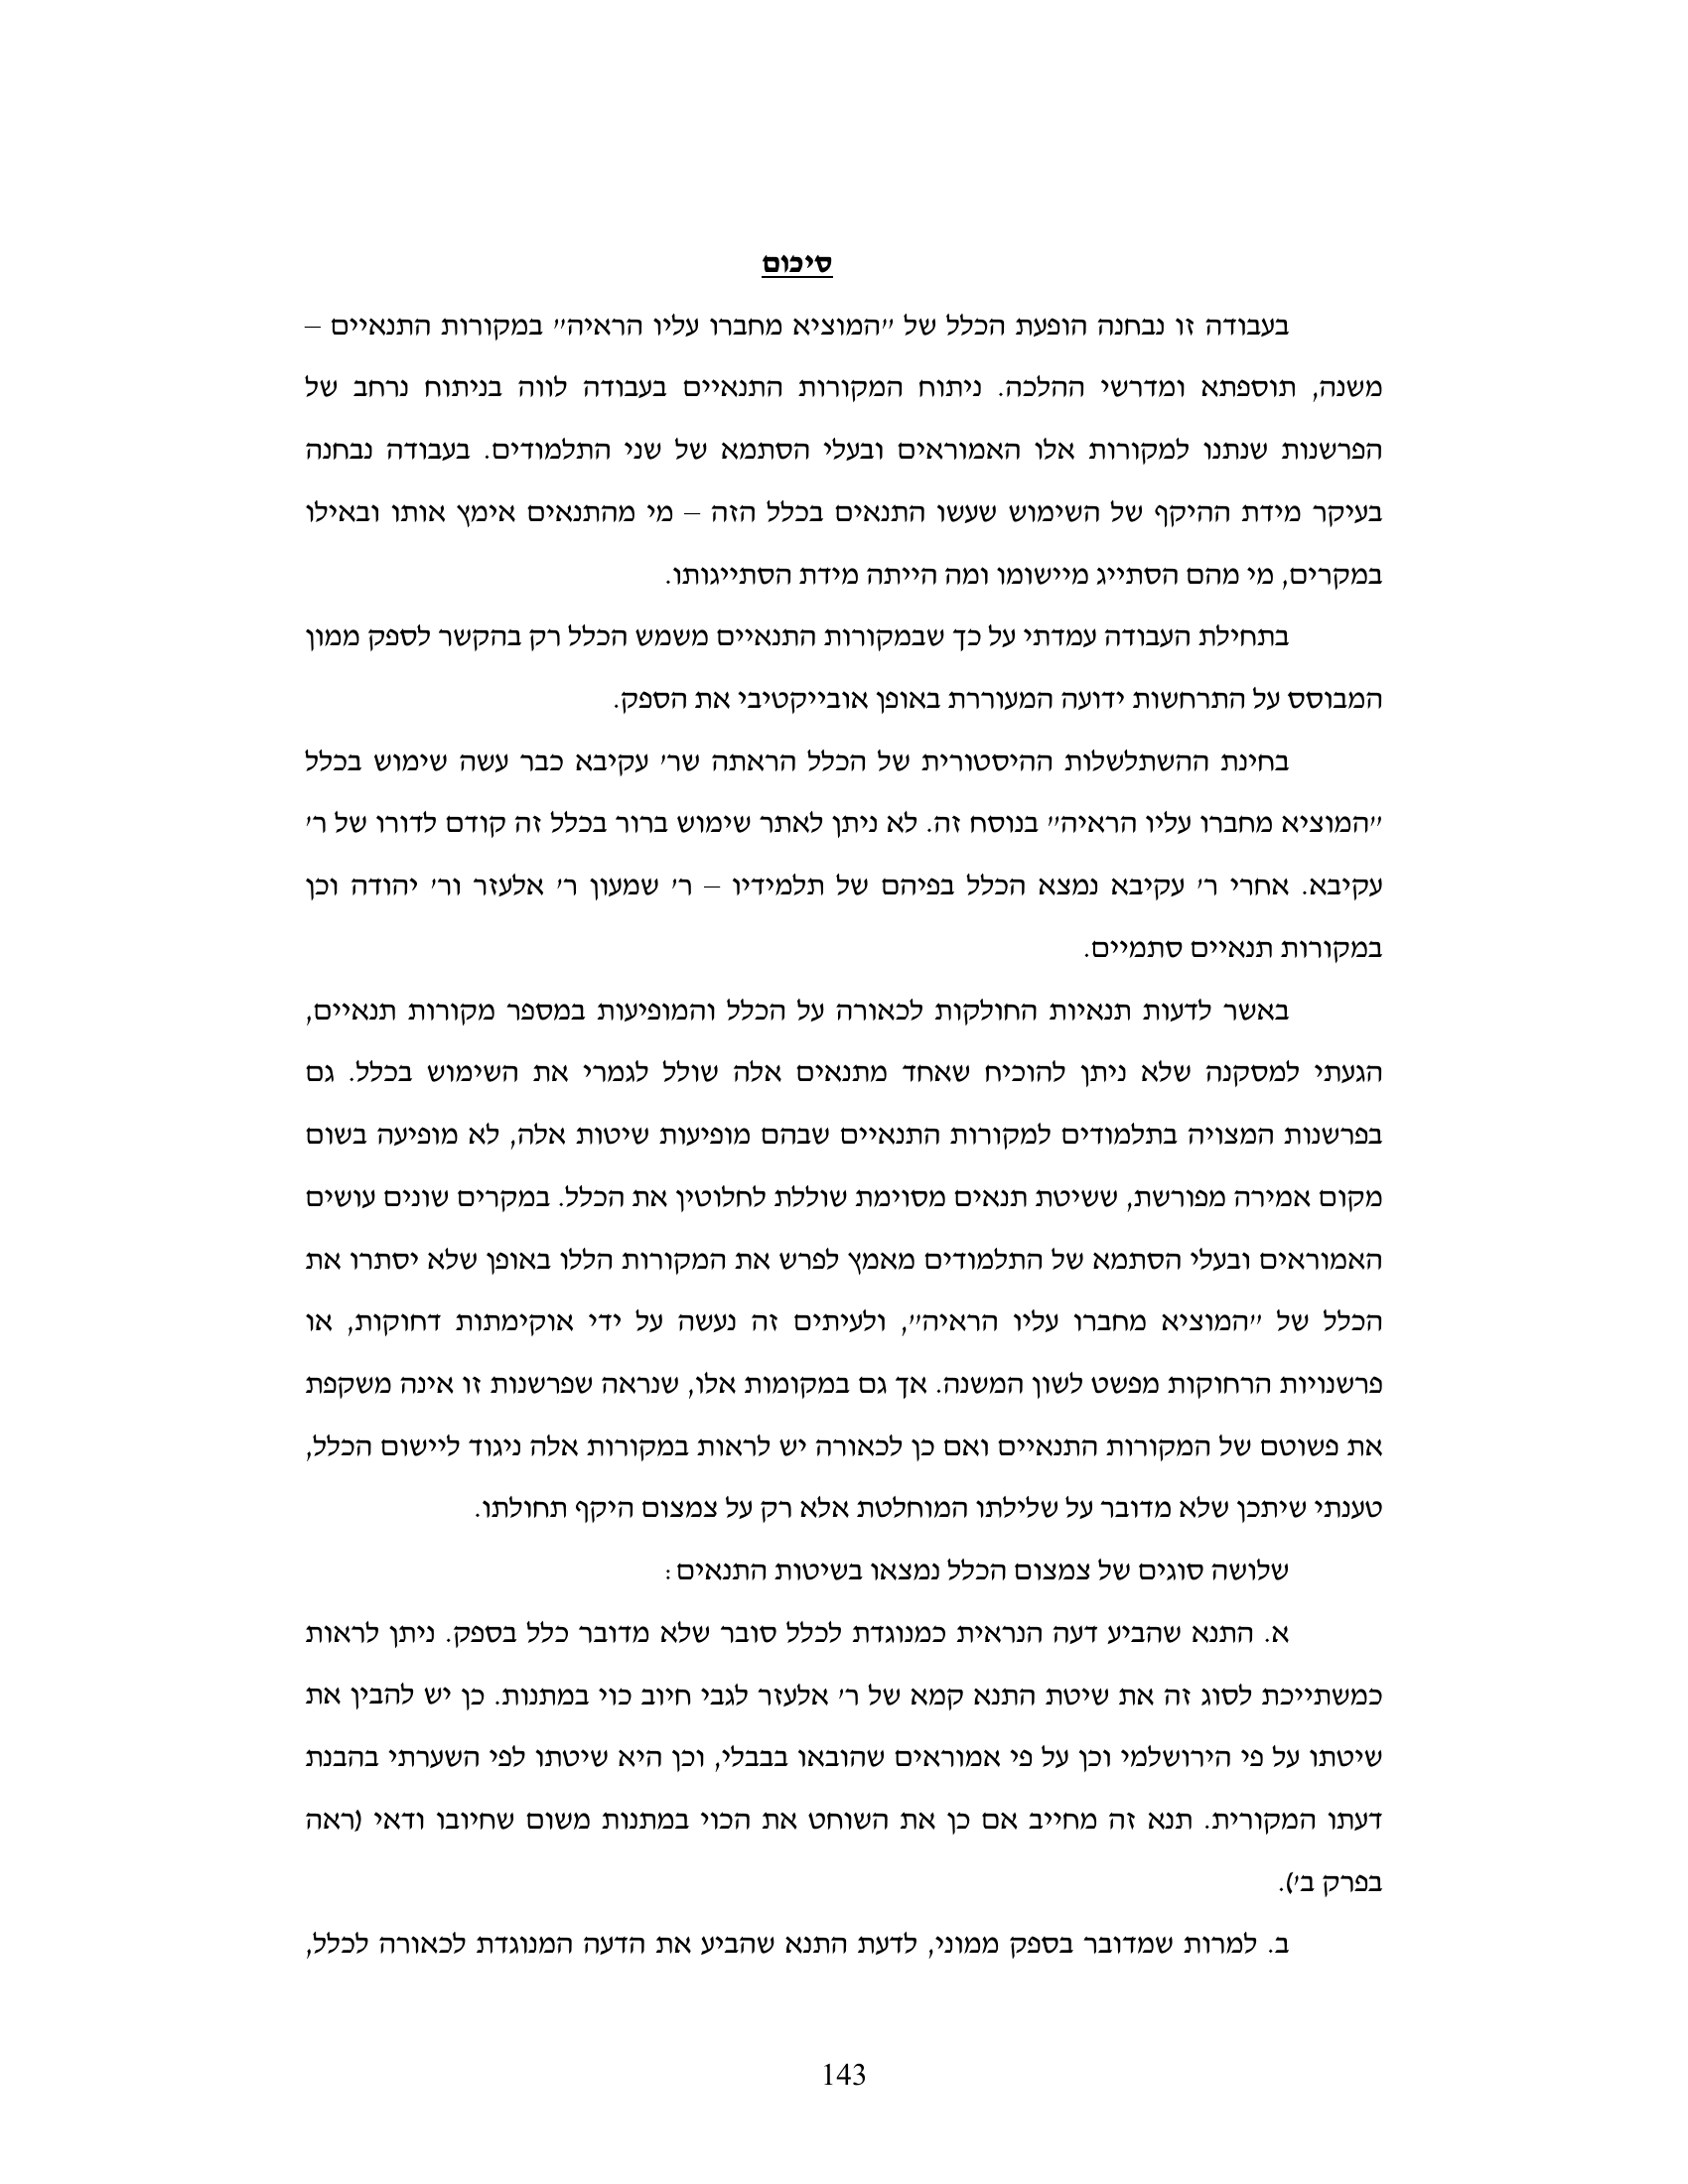 סיכום
בעבודה זו נבחנה הופעת הכלל של "המוציא מחברו עליו הראיה" במקורות התנאיים –
משנה, תוספתא ומדרשי ההלכה. ניתוח המקורות התנאיים בעבודה לווה בניתוח נרחב של
הפרשנות שנתנו למקורות אלו האמוראים ובעלי הסתמא של שני התלמודים. בעבודה נבחנה
בעיקר מידת ההיקף של השימוש שעשו התנאים בכלל הזה – מי מהתנאים אימץ אותו ובאילו
במקרים, מי מהם הסתייג מיישומו ומה הייתה מידת הסתייגותו.
בתחילת העבודה עמדתי על כך שבמקורות התנאיים משמש הכלל רק בהקשר לספק ממון
המבוסס על התרחשות ידועה המעוררת באופן אובייקטיבי את הספק.
בחינת ההשתלשלות ההיסטורית של הכלל הראתה שר' עקיבא כבר עשה שימוש בכלל
"המוציא מחברו עליו הראיה" בנוסח זה. לא ניתן לאתר שימוש ברור בכלל זה קודם לדורו של ר'
עקיבא. אחרי ר' עקיבא נמצא הכלל בפיהם של תלמידיו – ר' שמעון ר' אלעזר ור' יהודה וכן
במקורות תנאיים סתמיים.
באשר לדעות תנאיות החולקות לכאורה על הכלל והמופיעות במספר מקורות תנאיים,
הגעתי למסקנה שלא ניתן להוכיח שאחד מתנאים אלה שולל לגמרי את השימוש בכלל. גם
בפרשנות המצויה בתלמודים למקורות התנאיים שבהם מופיעות שיטות אלה, לא מופיעה בשום
מקום אמירה מפורשת, ששיטת תנאים מסוימת שוללת לחלוטין את הכלל. במקרים שונים עושים
האמוראים ובעלי הסתמא של התלמודים מאמץ לפרש את המקורות הללו באופן שלא יסתרו את
הכלל של "המוציא מחברו עליו הראיה", ולעיתים זה נעשה על ידי אוקימתות דחוקות, או
פרשנויות הרחוקות מפשט לשון המשנה. אך גם במקומות אלו, שנראה שפרשנות זו אינה משקפת
את פשוטם של המקורות התנאיים ואם כן לכאורה יש לראות במקורות אלה ניגוד ליישום הכלל,
טענתי שיתכן שלא מדובר על שלילתו המוחלטת אלא רק על צמצום היקף תחולתו.
שלושה סוגים של צמצום הכלל נמצאו בשיטות התנאים:
א. התנא שהביע דעה הנראית כמנוגדת לכלל סובר שלא מדובר כלל בספק. ניתן לראות
כמשתייכת לסוג זה את שיטת התנא קמא של ר' אלעזר לגבי חיוב כוי במתנות. כן יש להבין את
שיטתו על פי הירושלמי וכן על פי אמוראים שהובאו בבבלי, וכן היא שיטתו לפי השערתי בהבנת
דעתו המקורית. תנא זה מחייב אם כן את השוחט את הכוי במתנות משום שחיובו ודאי (ראה
בפרק ב').
ב. למרות שמדובר בספק ממוני, לדעת התנא שהביע את הדעה המנוגדת לכאורה לכלל,
143